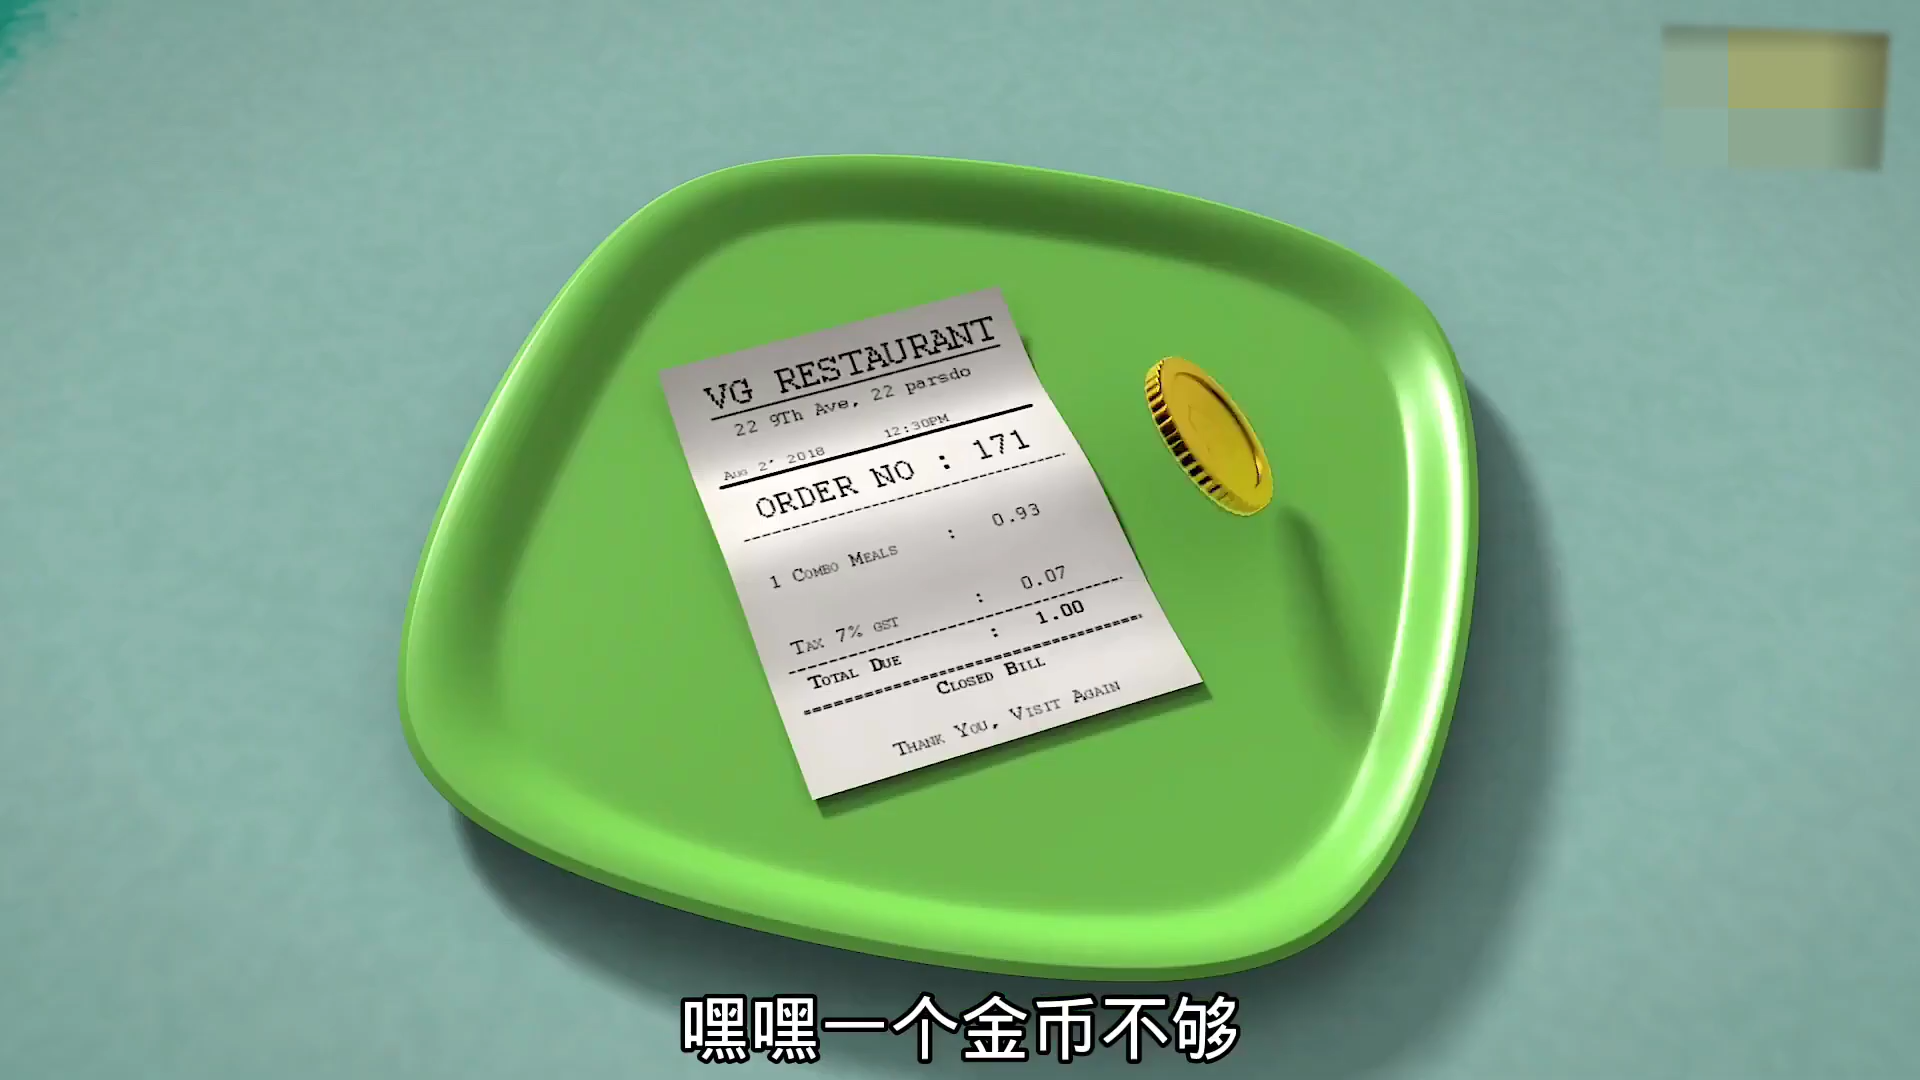 VG RESTAURANT
22 9Th Ave, 22 parsdo
Aug 2' 2018 12:30PM
ORDER NO : 171
1 Combo Meals : 0.93
Tax 7% gst : 0.07
Total Due : 1.00
Closed Bill
Thank You, Visit Again
嘿嘿一个金币不够